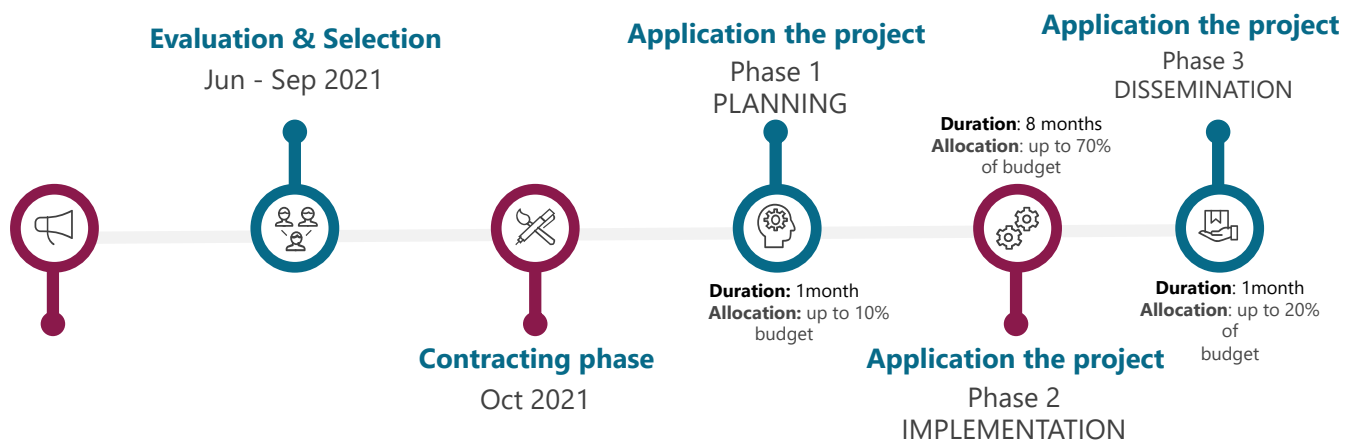 Evaluation & Selection
Jun - Sep 2021
Contracting phase
Oct 2021
Application the project
Phase 1
PLANNING
Duration: 1month
Allocation: up to 10%
budget
Duration: 8 months
Allocation: up to 70%
of budget
Application the project
Phase 2
IMPLEMENTATION
Application the project
Phase 3
DISSEMINATION
Duration: 1month
Allocation: up to 20%
of
budget